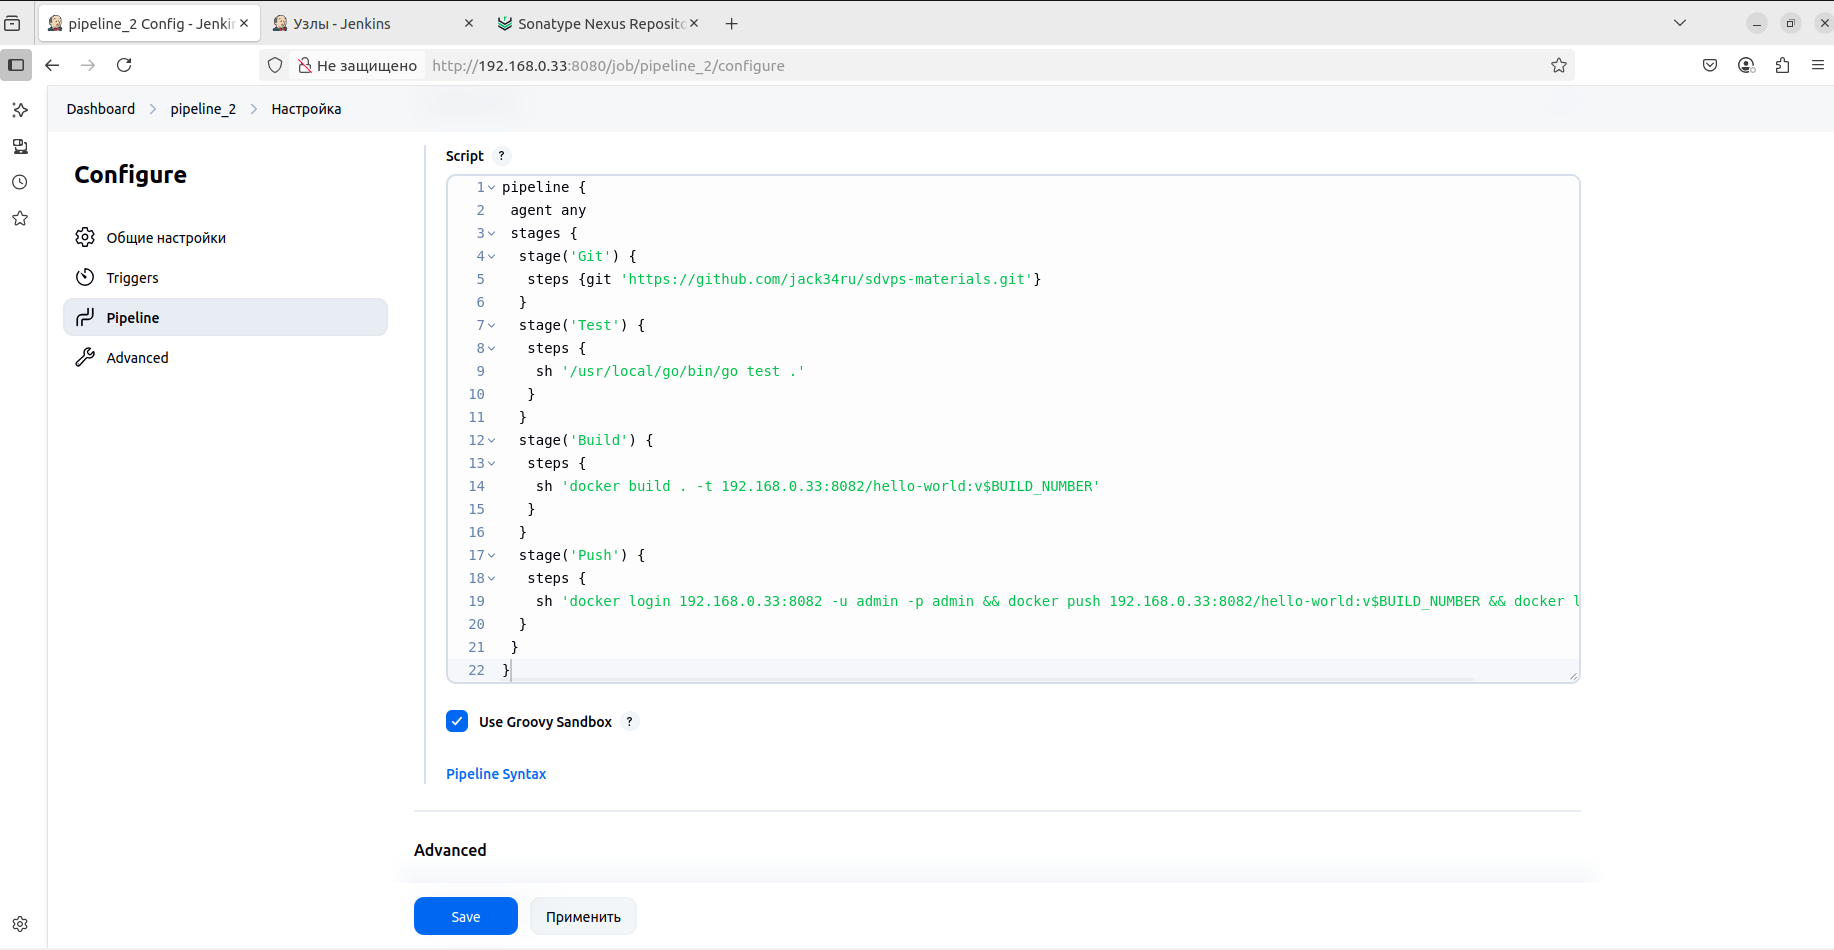 pipeline_2 Config - Jenkin
Узлы - Jenkins
Sonatype Nexus Reposito
Не защищено
http://192.168.0.33:8080/job/pipeline_2/configure
Dashboard
pipeline_2
Настройка
Configure
Общие настройки
Triggers
Pipeline
Advanced
Script ?
1 pipeline {
2 agent any
3 stages {
4 stage('Git') {
5 steps {git 'https://github.com/jack34ru/sdvps-materials.git'}
6 }
7 stage('Test') {
8 steps {
9 sh '/usr/local/go/bin/go test .'
10 }
11 }
12 stage('Build') {
13 steps {
14 sh 'docker build . -t 192.168.0.33:8082/hello-world:v$BUILD_NUMBER'
15 }
16 }
17 stage('Push') {
18 steps {
19 sh 'docker login 192.168.0.33:8082 -u admin -p admin && docker push 192.168.0.33:8082/hello-world:v$BUILD_NUMBER && docker l
20 }
21 }
22 }
Use Groovy Sandbox ?
Pipeline Syntax
Advanced
Save
Применить